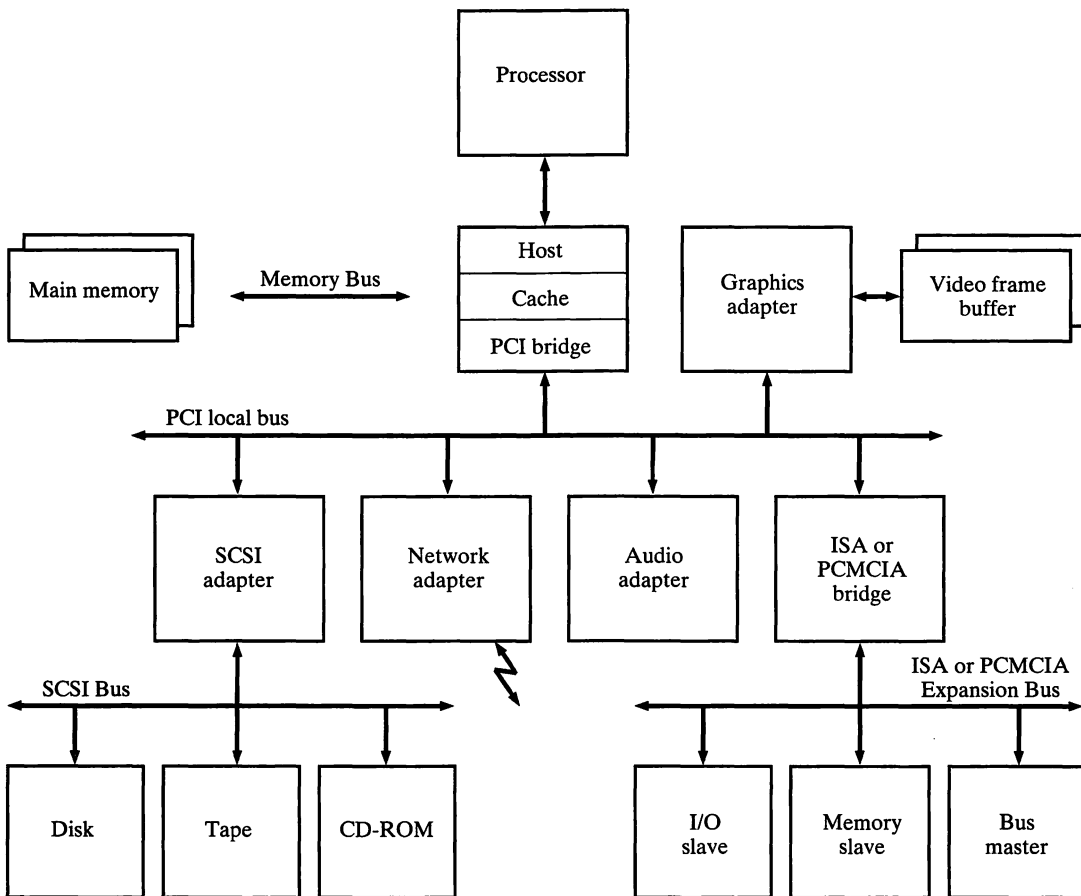 Processor
Host
Cache
PCI bridge
Main memory
Memory Bus
Graphics
adapter
Video frame
buffer
PCI local bus
SCSI
adapter
Network
adapter
Audio
adapter
ISA or
PCMCIA
bridge
SCSI Bus
ISA or PCMCIA
Expansion Bus
Disk
Tape
CD-ROM
I/O
slave
Memory
slave
Bus
master